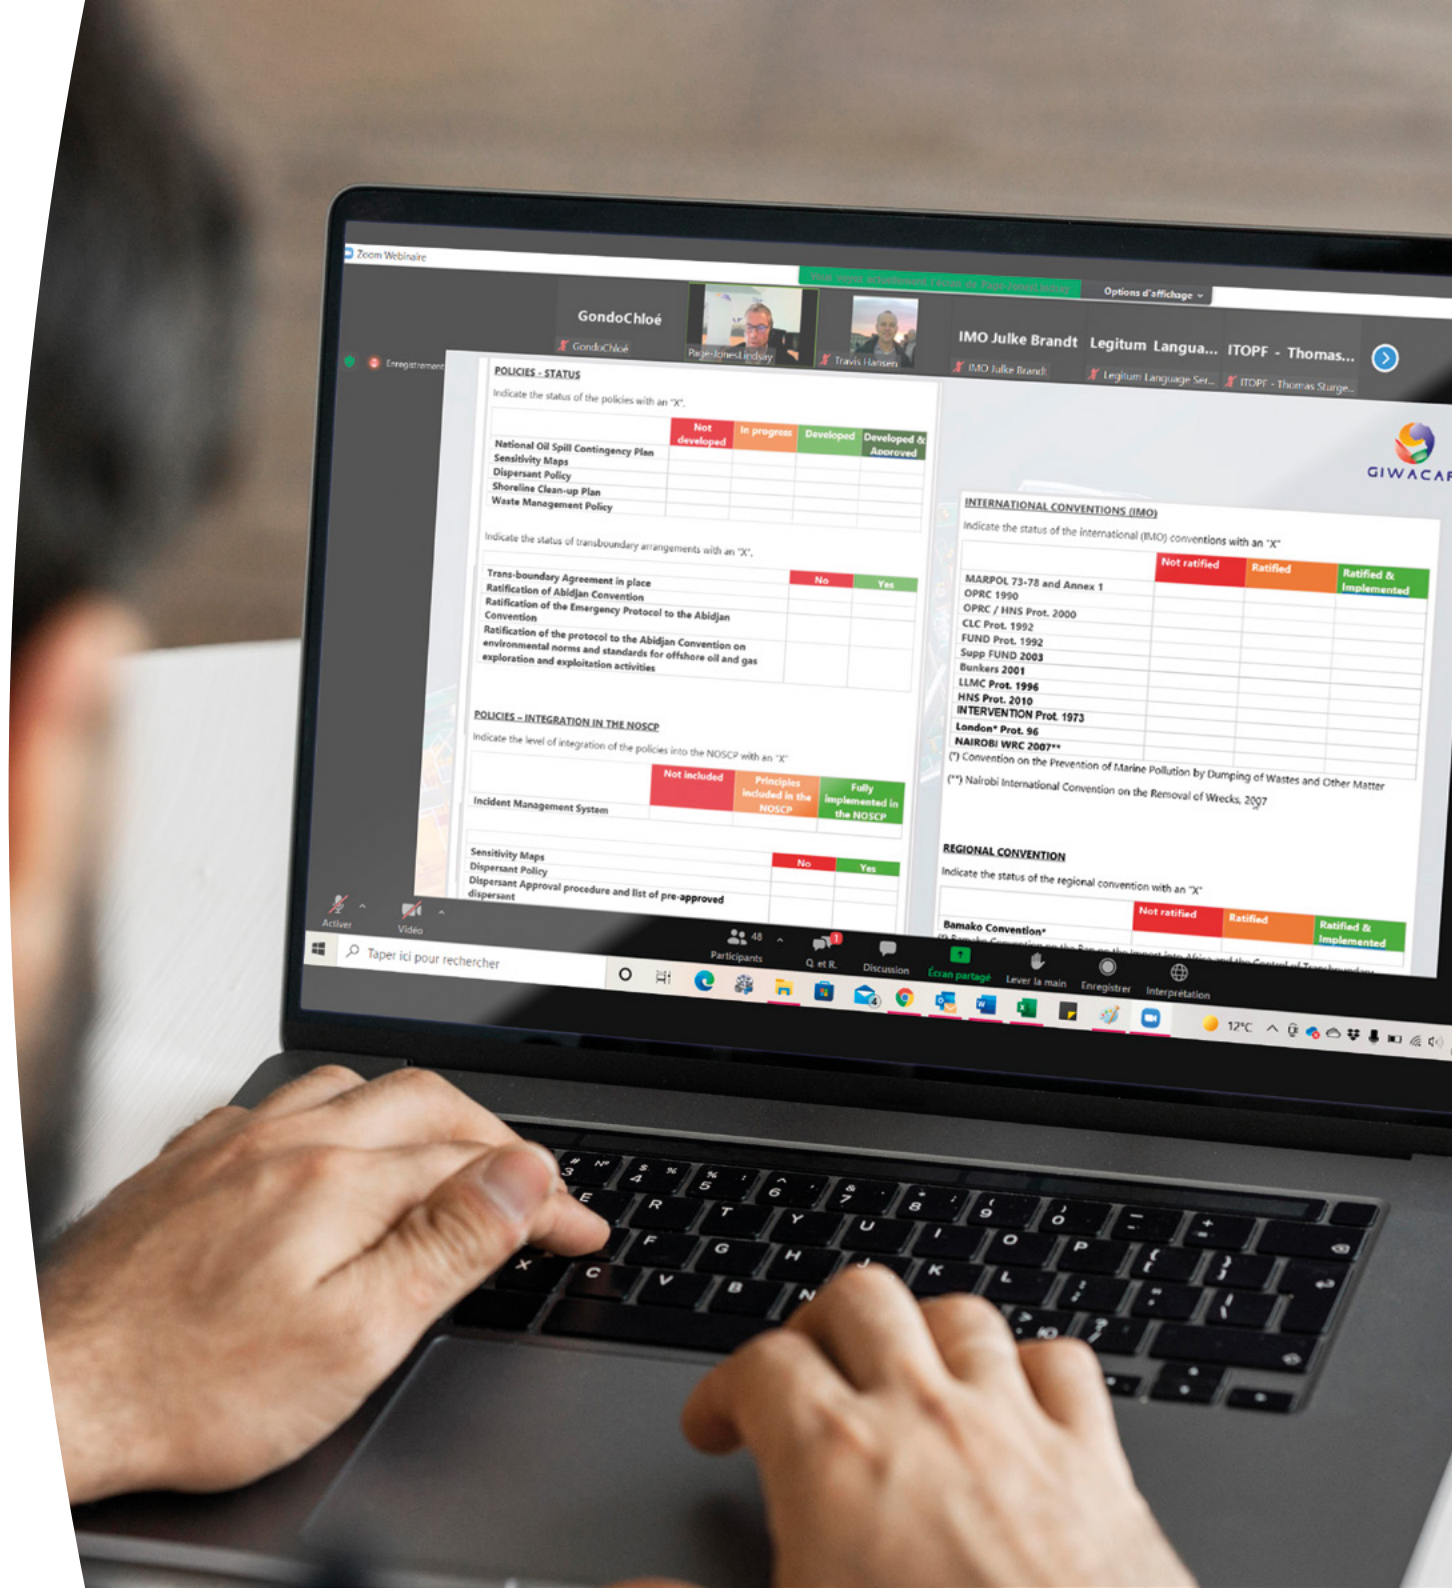 Zoom Webinaire
Options d'affichage
GondoChloé
GondoChloé
Page-JonesLindsay
Travis Hansen
IMO Julke Brandt
IMO Julke Brandt
Legitum Langua...
Legitum Language Ser...
ITOPF - Thomas...
ITOPF - Thomas Sturge...
Enregistrement
POLICIES - STATUS
Indicate the status of the policies with an "X".
Not developed
In progress
Developed
Developed & Approved
National Oil Spill Contingency Plan
Sensitivity Maps
Dispersant Policy
Shoreline Clean-up Plan
Waste Management Policy
Indicate the status of transboundary arrangements with an "X".
No
Yes
Trans-boundary Agreement in place
Ratification of Abidjan Convention
Ratification of the Emergency Protocol to the Abidjan
Convention
Ratification of the protocol to the Abidjan Convention on
environmental norms and standards for offshore oil and gas
exploration and exploitation activities
POLICIES – INTEGRATION IN THE NOSCP
Indicate the level of integration of the policies into the NOSCP with an "X"
Not included
Principles included in the NOSCP
Fully implemented in the NOSCP
Incident Management System
No
Yes
Sensitivity Maps
Dispersant Policy
Dispersant Approval procedure and list of pre-approved
dispersant
GIWACAF
INTERNATIONAL CONVENTIONS (IMO)
Indicate the status of the international (IMO) conventions with an "X"
Not ratified
Ratified
Ratified & Implemented
MARPOL 73-78 and Annex 1
OPRC 1990
OPRC / HNS Prot. 2000
CLC Prot. 1992
FUND Prot. 1992
Supp FUND 2003
Bunkers 2001
LLMC Prot. 1996
HNS Prot. 2010
INTERVENTION Prot. 1973
London* Prot. 96
NAIROBI WRC 2007**
(*) Convention on the Prevention of Marine Pollution by Dumping of Wastes and Other Matter
(**) Nairobi International Convention on the Removal of Wrecks, 2007
REGIONAL CONVENTION
Indicate the status of the regional convention with an "X"
Not ratified
Ratified
Ratified & Implemented
Bamako Convention*
Activer
Vidéo
48
Participants
1
Q. et R.
Discussion
Écran partagé
Lever la main
Enregistrer
Interprétation
Taper ici pour rechercher
4
12°C
# 3 N°
$ 4 %
% 5 :
^ 6
& 7
* 8 ;
( 9
) 0
E R T Y U I O P
F G H J K L
X C V B N